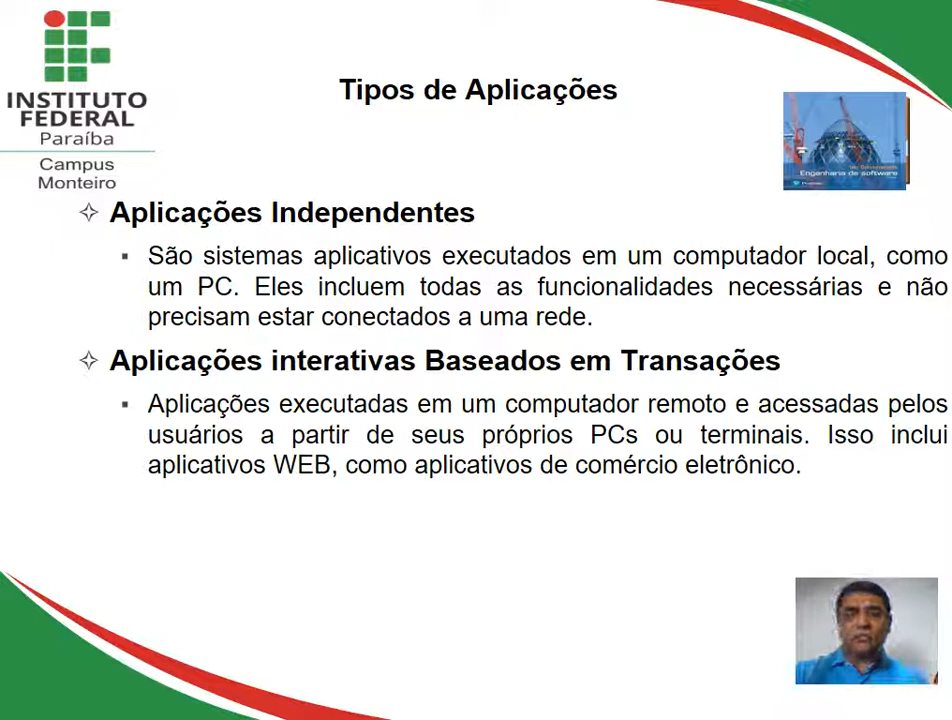 INSTITUTO
FEDERAL
Paraíba
Campus
Monteiro
Tipos de Aplicações
Engenharia de software
Aplicações Independentes
São sistemas aplicativos executados em um computador local, como
um PC. Eles incluem todas as funcionalidades necessárias e não
precisam estar conectados a uma rede.
Aplicações interativas Baseados em Transações
Aplicações executadas em um computador remoto e acessadas pelos
usuários a partir de seus próprios PCs ou terminais. Isso inclui
aplicativos WEB, como aplicativos de comércio eletrônico.